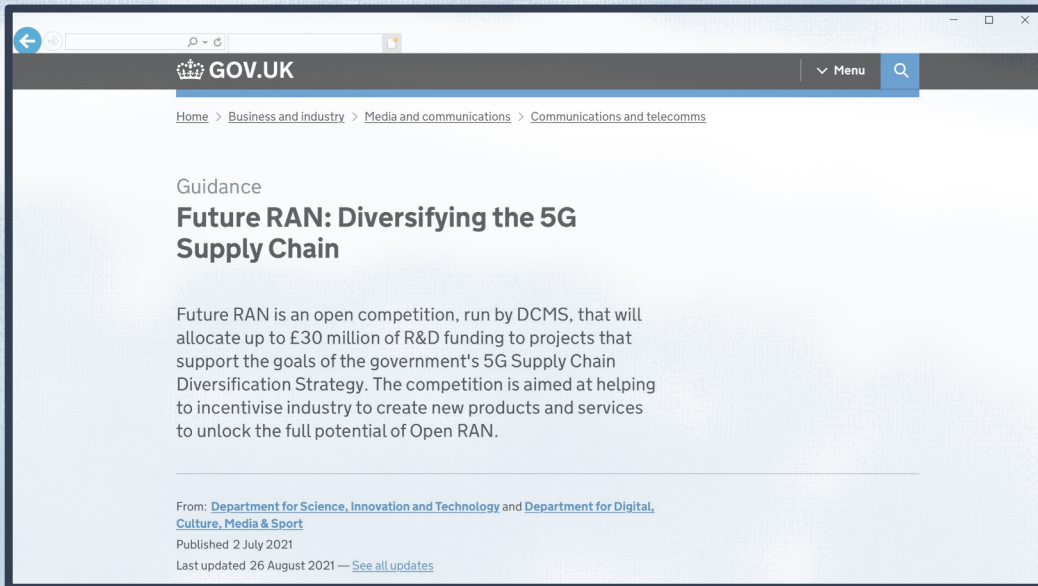 GOV.UK
Menu
Home > Business and industry > Media and communications > Communications and telecomms
Guidance
Future RAN: Diversifying the 5G
Supply Chain
Future RAN is an open competition, run by DCMS, that will
allocate up to £30 million of R&D funding to projects that
support the goals of the government's 5G Supply Chain
Diversification Strategy. The competition is aimed at helping
to incentivise industry to create new products and services
to unlock the full potential of Open RAN.
From: Department for Science, Innovation and Technology and Department for Digital,
Culture, Media & Sport
Published 2 July 2021
Last updated 26 August 2021 — See all updates